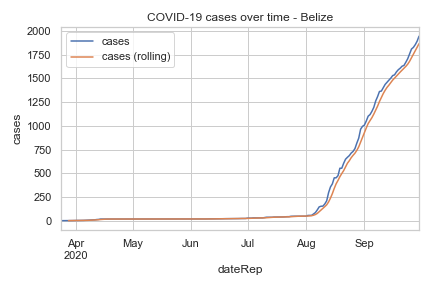 COVID-19 cases over time - Belize
cases
cases (rolling)
2000
1750
1500
1250
1000
750
500
250
0
cases
Apr
2020
May
Jun
Jul
Aug
Sep
dateRep